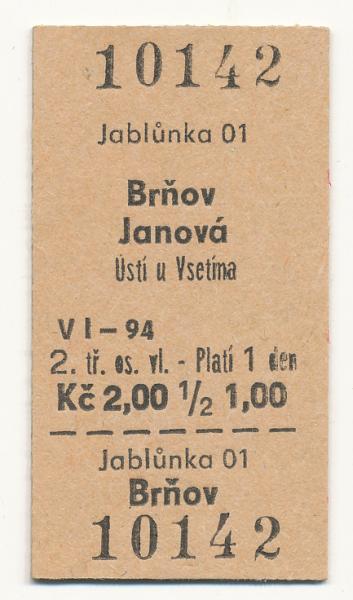 10142
Jablůnka 01
Brňov
Janová
Ústí u Vsetína
VI-94
2. tř. os. vl. - Platí 1 den
Kč 2,00 1/2 1,00
Jablůnka 01
Brňov
10142